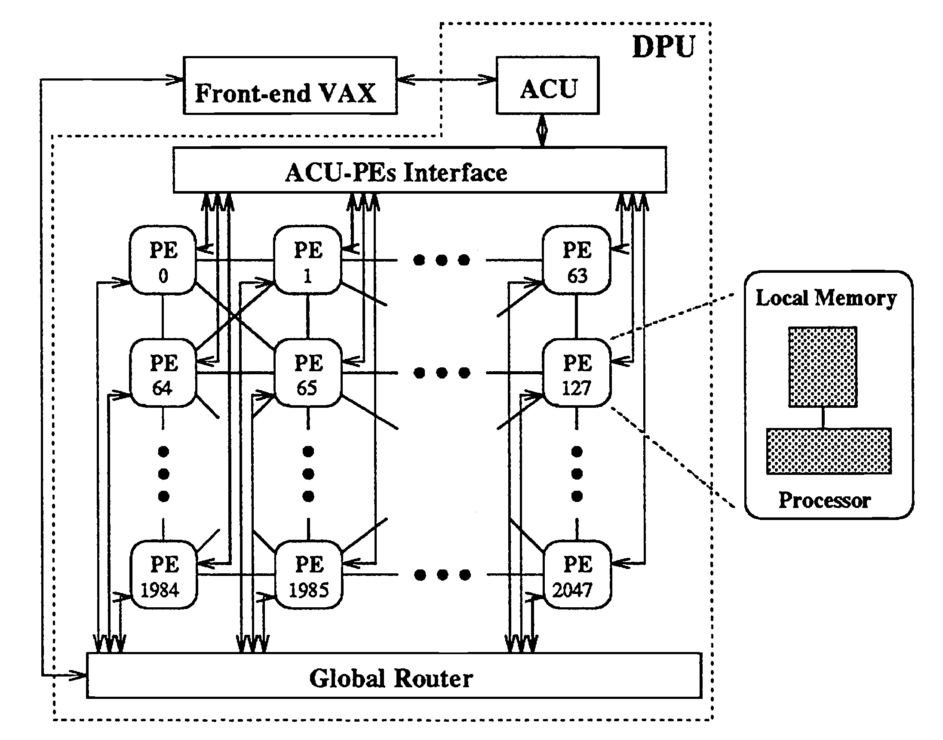 DPU
Front-end VAX
ACU
ACU-PEs Interface
PE
0
PE
1
PE
63
PE
64
PE
65
PE
127
Local Memory
Processor
PE
1984
PE
1985
PE
2047
Global Router